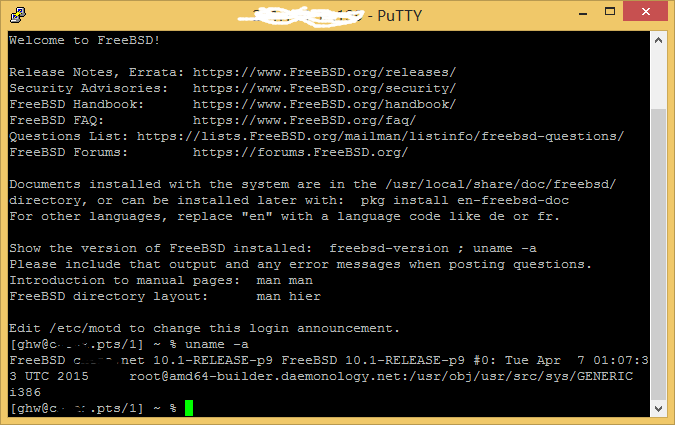 - PuTTY
Welcome to FreeBSD!
Release Notes, Errata: https://www.FreeBSD.org/releases/
Security Advisories:   https://www.FreeBSD.org/security/
FreeBSD Handbook:      https://www.FreeBSD.org/handbook/
FreeBSD FAQ:           https://www.FreeBSD.org/faq/
Questions List: https://lists.FreeBSD.org/mailman/listinfo/freebsd-questions/
FreeBSD Forums:        https://forums.FreeBSD.org/
Documents installed with the system are in the /usr/local/share/doc/freebsd/
directory, or can be installed later with:  pkg install en-freebsd-doc
For other languages, replace "en" with a language code like de or fr.
Show the version of FreeBSD installed:  freebsd-version ; uname -a
Please include that output and any error messages when posting questions.
Introduction to manual pages:  man man
FreeBSD directory layout:      man hier
Edit /etc/motd to change this login announcement.
[ghw@c .pts/1] ~ % uname -a
FreeBSD net 10.1-RELEASE-p9 FreeBSD 10.1-RELEASE-p9 #0: Tue Apr  7 01:07:3
3 UTC 2015     root@amd64-builder.daemonology.net:/usr/obj/usr/src/sys/GENERIC
i386
[ghw@c .pts/1] ~ %